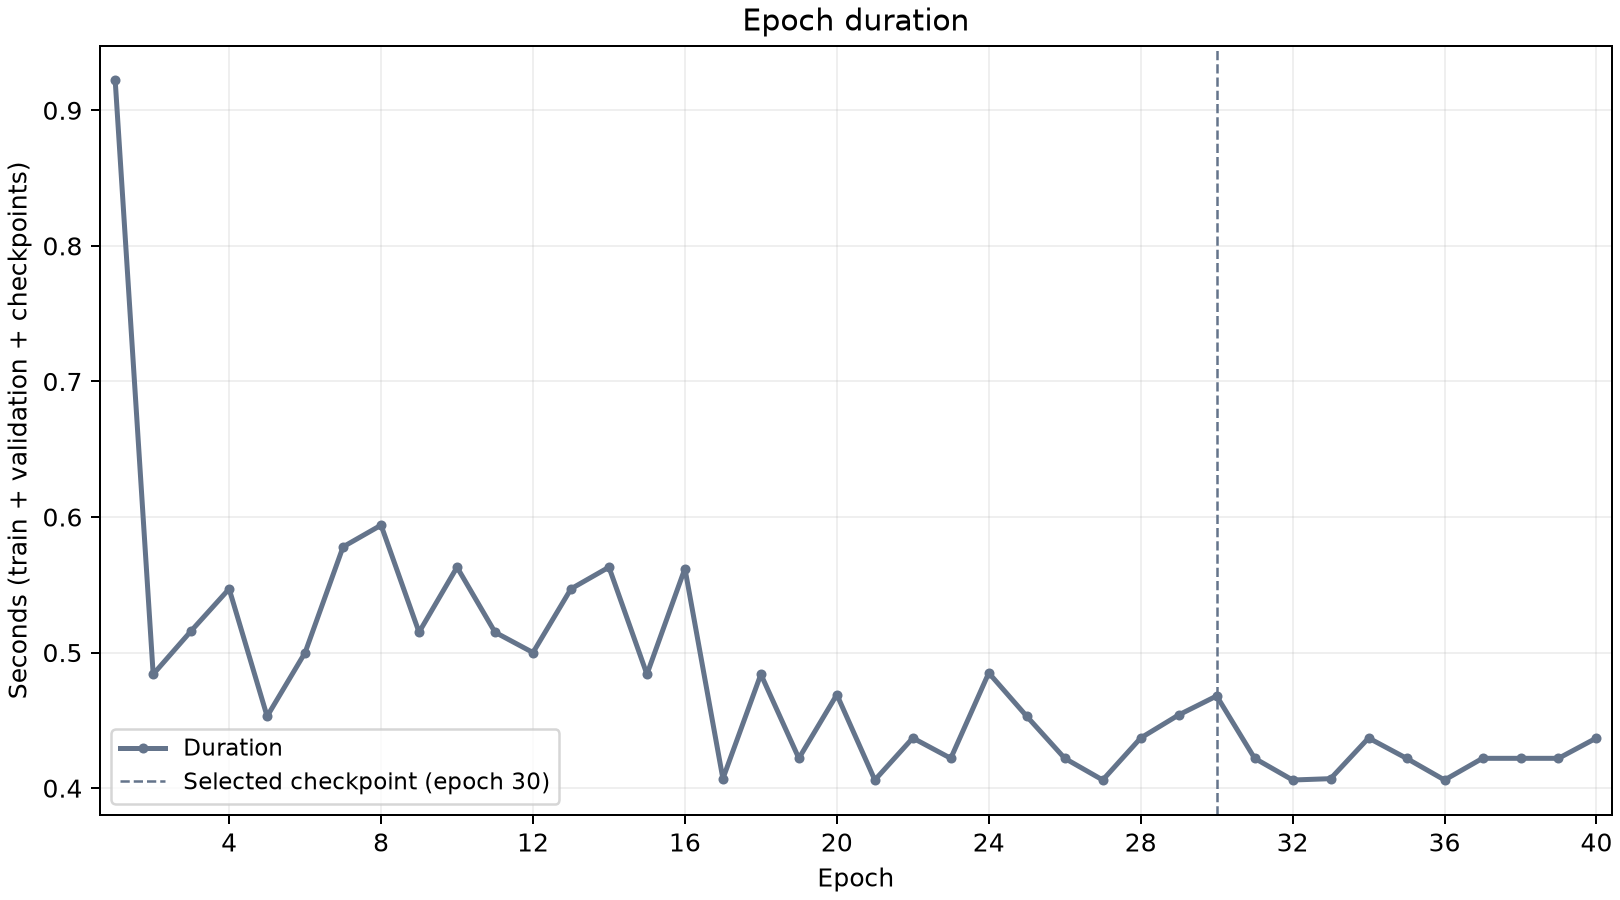 Epoch duration
Seconds (train + validation + checkpoints)
0.9
0.8
0.7
0.6
0.5
0.4
Duration
Selected checkpoint (epoch 30)
4 8 12 16 20 24 28 32 36 40
Epoch